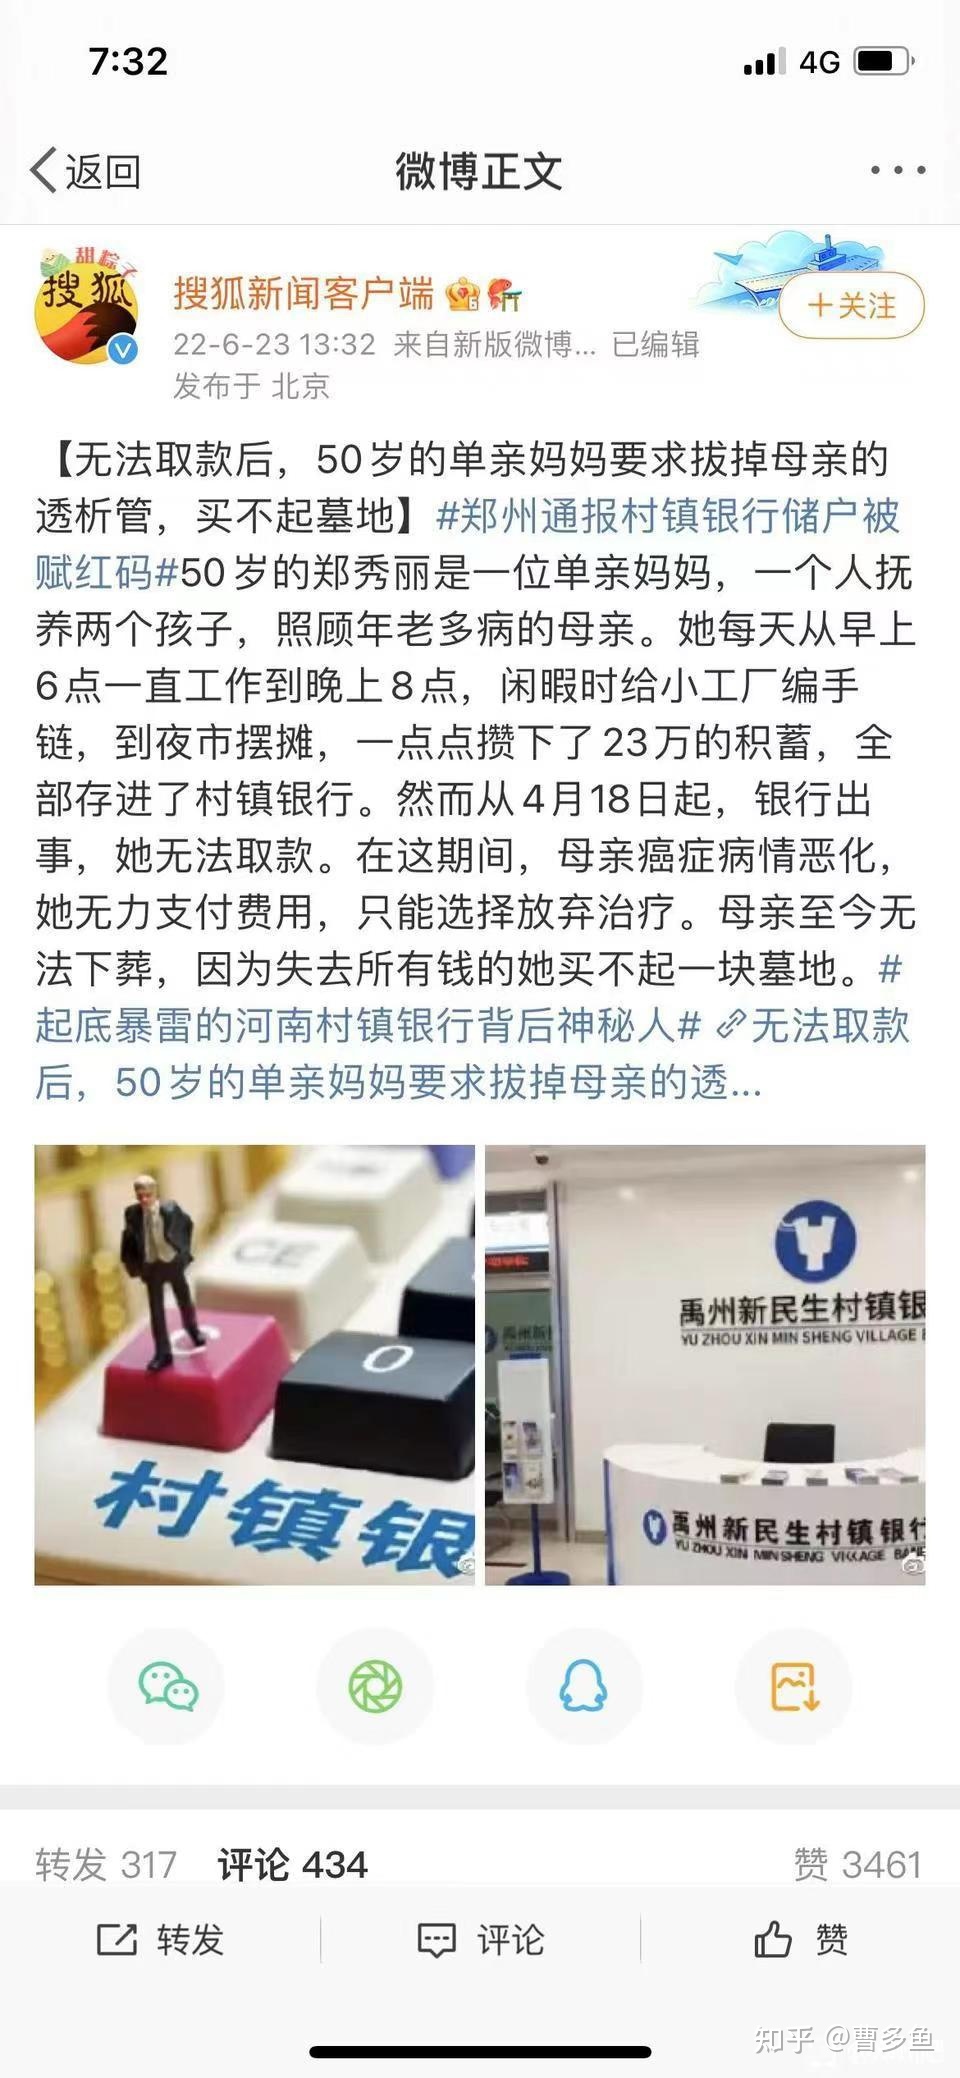 7:32
4G
返回
微博正文
甜粽子
搜狐
搜狐新闻客户端
6
+关注
22-6-23 13:32 来自新版微博... 已编辑
发布于 北京
【无法取款后，50岁的单亲妈妈要求拔掉母亲的
透析管，买不起墓地】#郑州通报村镇银行储户被
赋红码#50岁的郑秀丽是一位单亲妈妈，一个人抚
养两个孩子，照顾年老多病的母亲。她每天从早上
6点一直工作到晚上8点，闲暇时给小工厂编手
链，到夜市摆摊，一点点攒下了23万的积蓄，全
部存进了村镇银行。然而从4月18日起，银行出
事，她无法取款。在这期间，母亲癌症病情恶化，
她无力支付费用，只能选择放弃治疗。母亲至今无
法下葬，因为失去所有钱的她买不起一块墓地。#
起底暴雷的河南村镇银行背后神秘人# 无法取款
后，50岁的单亲妈妈要求拔掉母亲的透...
CE
C
0
村镇银
禹州新民生村镇银
YU ZHOU XIN MIN SHENG VILLAGE
禹州新民生村镇银行
YU ZHOU XIN MIN SHENG VILLAGE BANK
转发 317
评论 434
赞 3461
转发
评论
赞
知乎 @曹多鱼